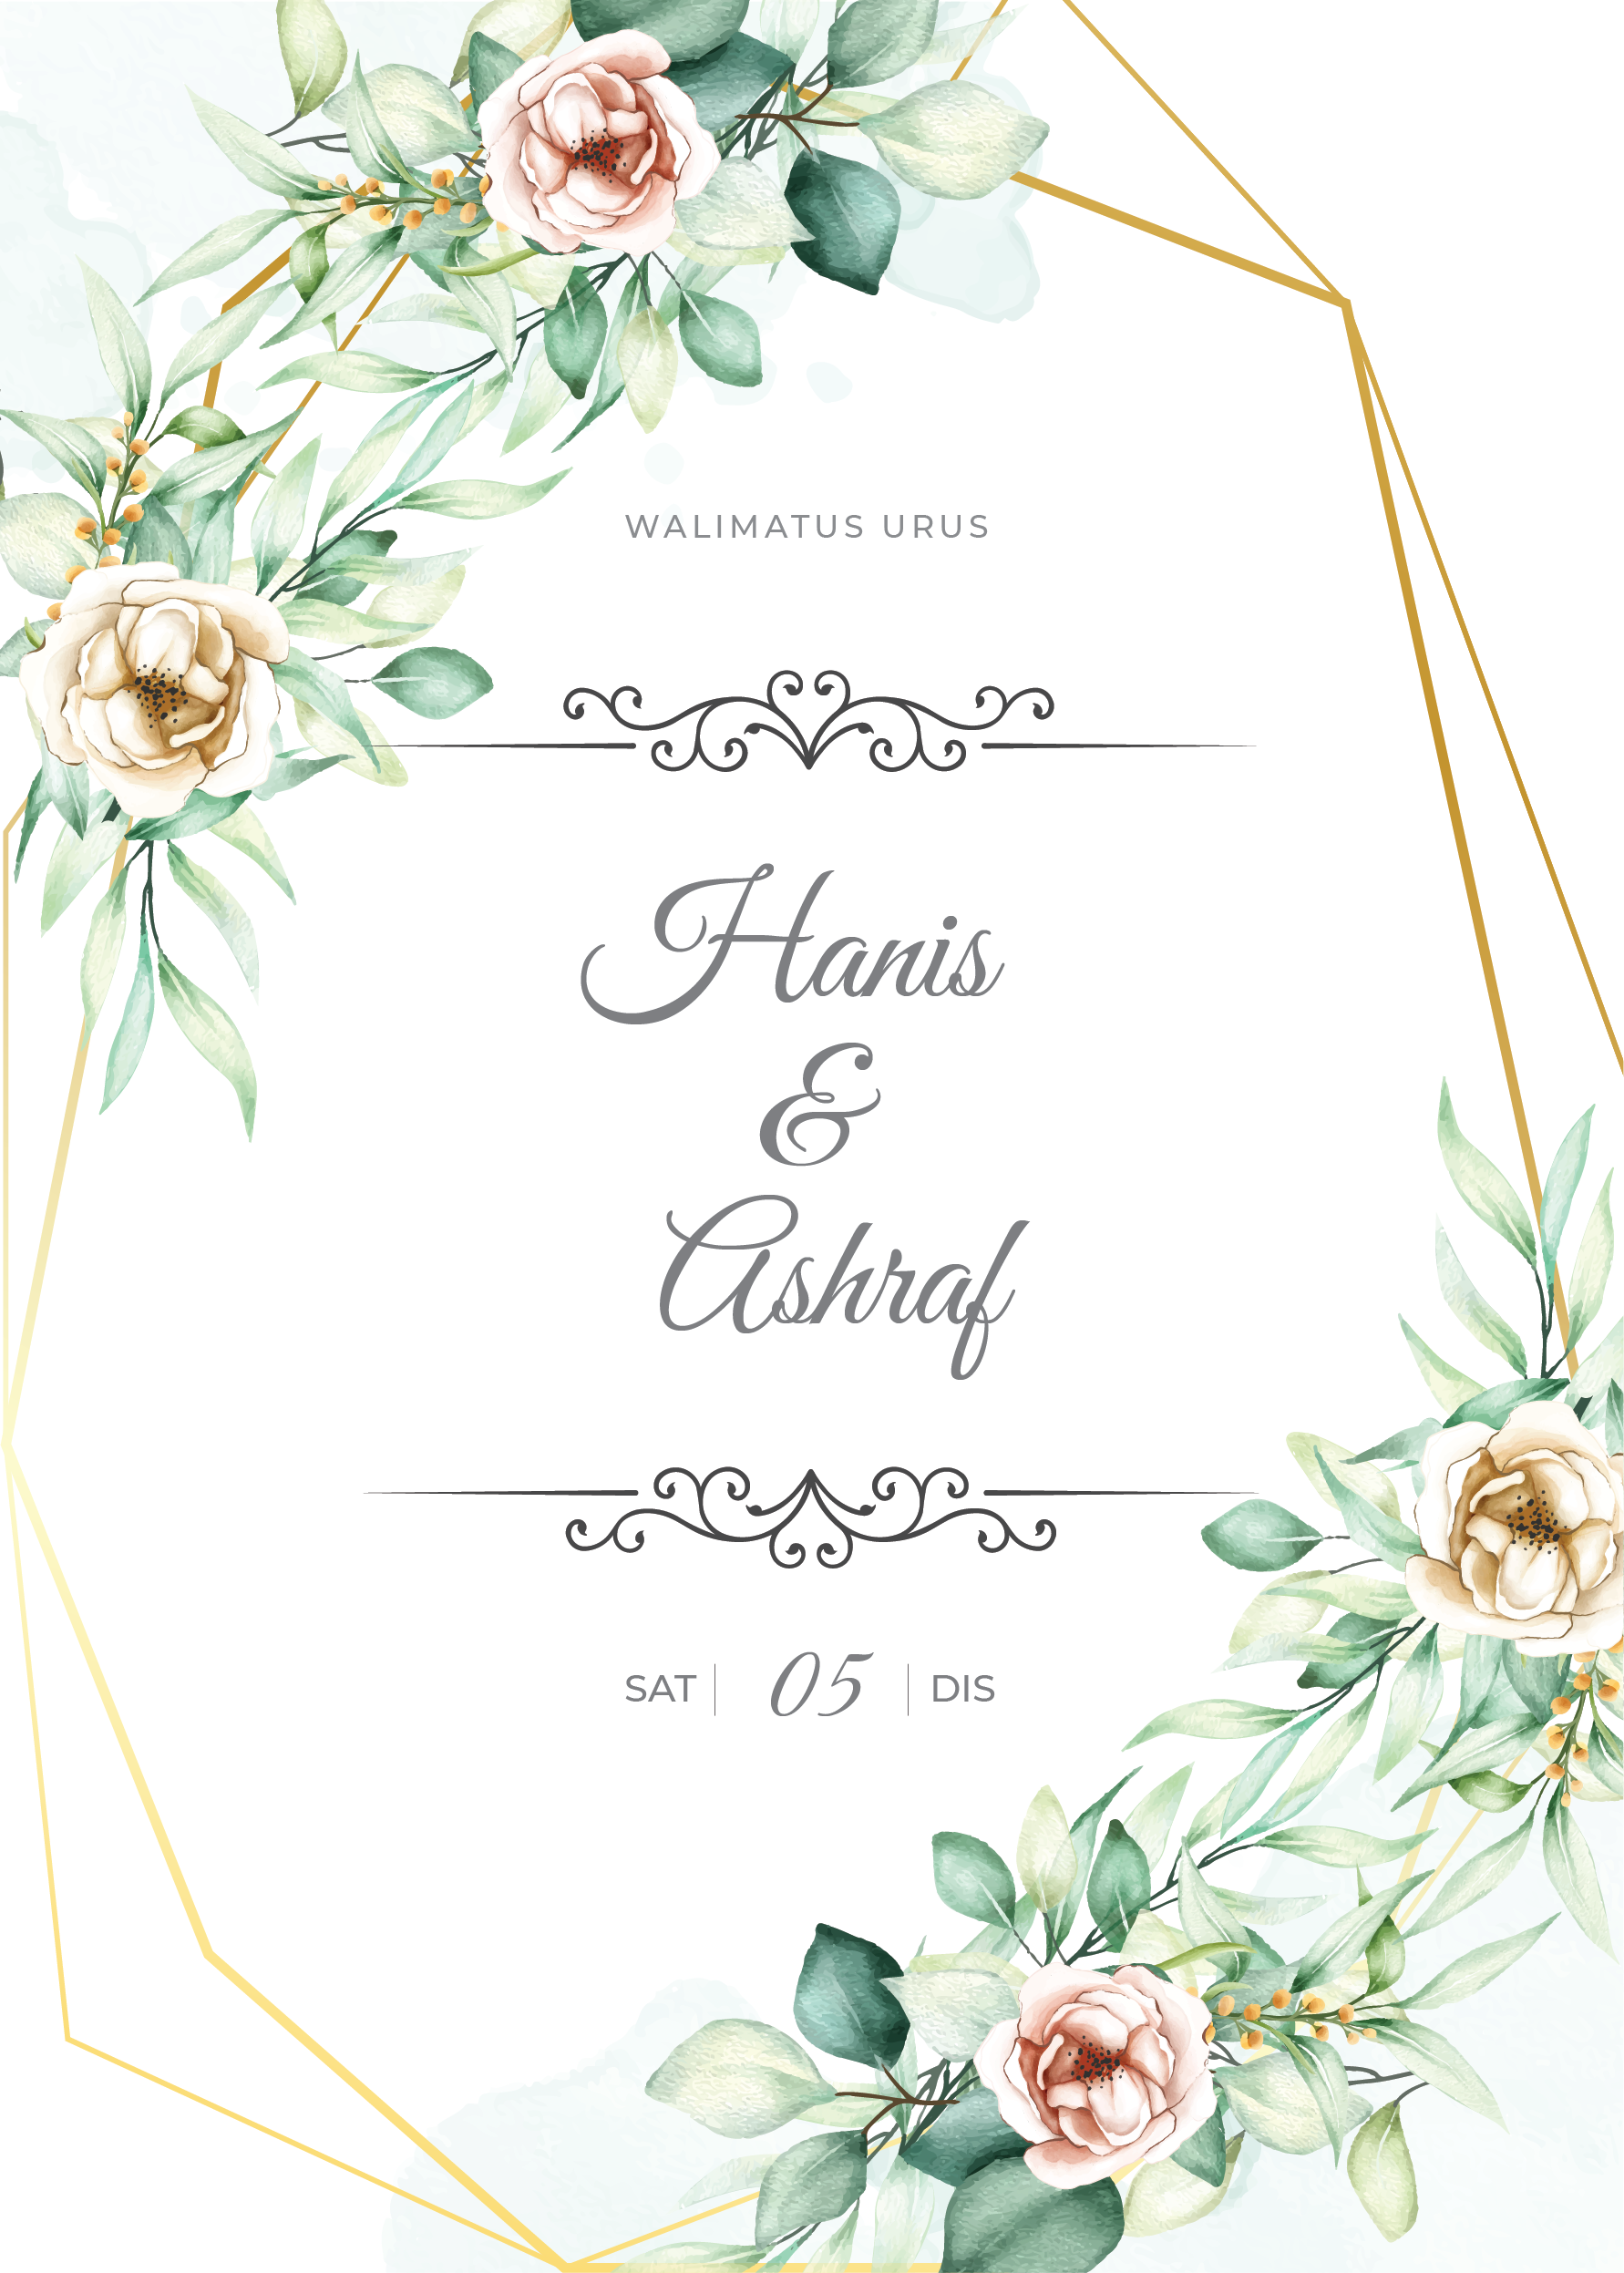 WALIMATUS URUS
Hanis
&
Ashraf
SAT | 05 | DIS